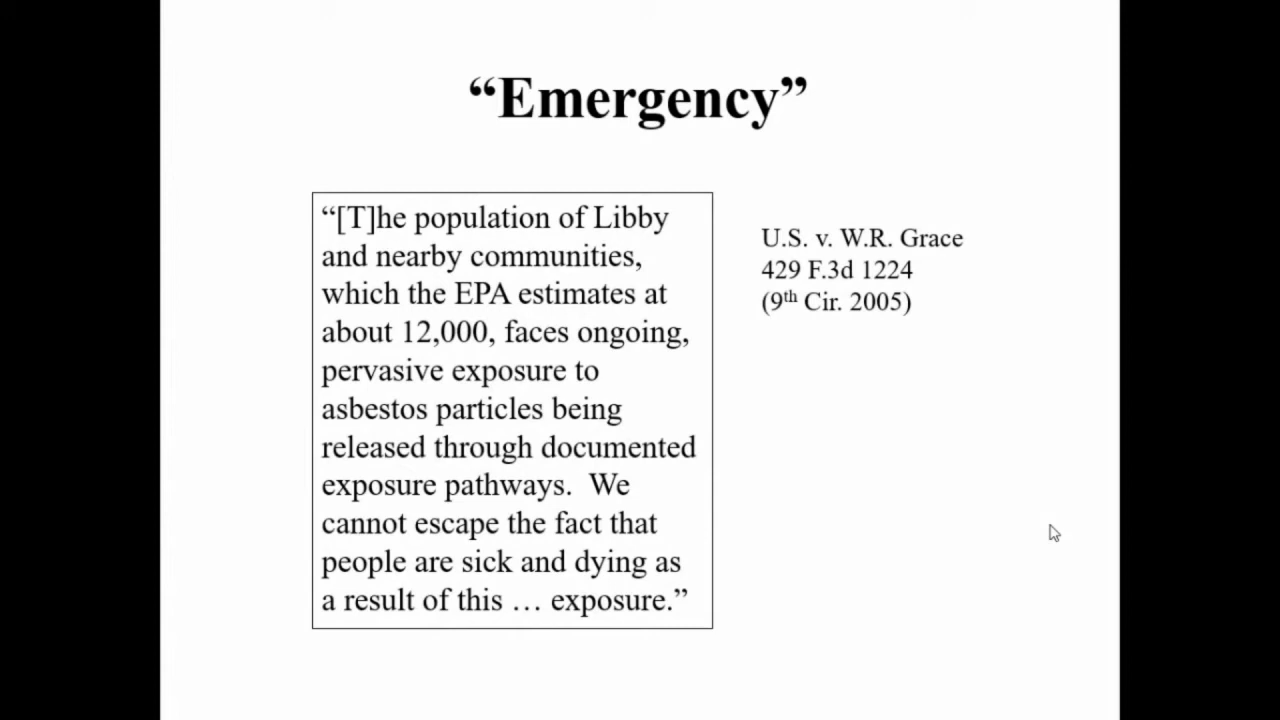 “Emergency”
“[T]he population of Libby
and nearby communities,
which the EPA estimates at
about 12,000, faces ongoing,
pervasive exposure to
asbestos particles being
released through documented
exposure pathways.  We
cannot escape the fact that
people are sick and dying as
a result of this … exposure.”
U.S. v. W.R. Grace
429 F.3d 1224
(9th Cir. 2005)